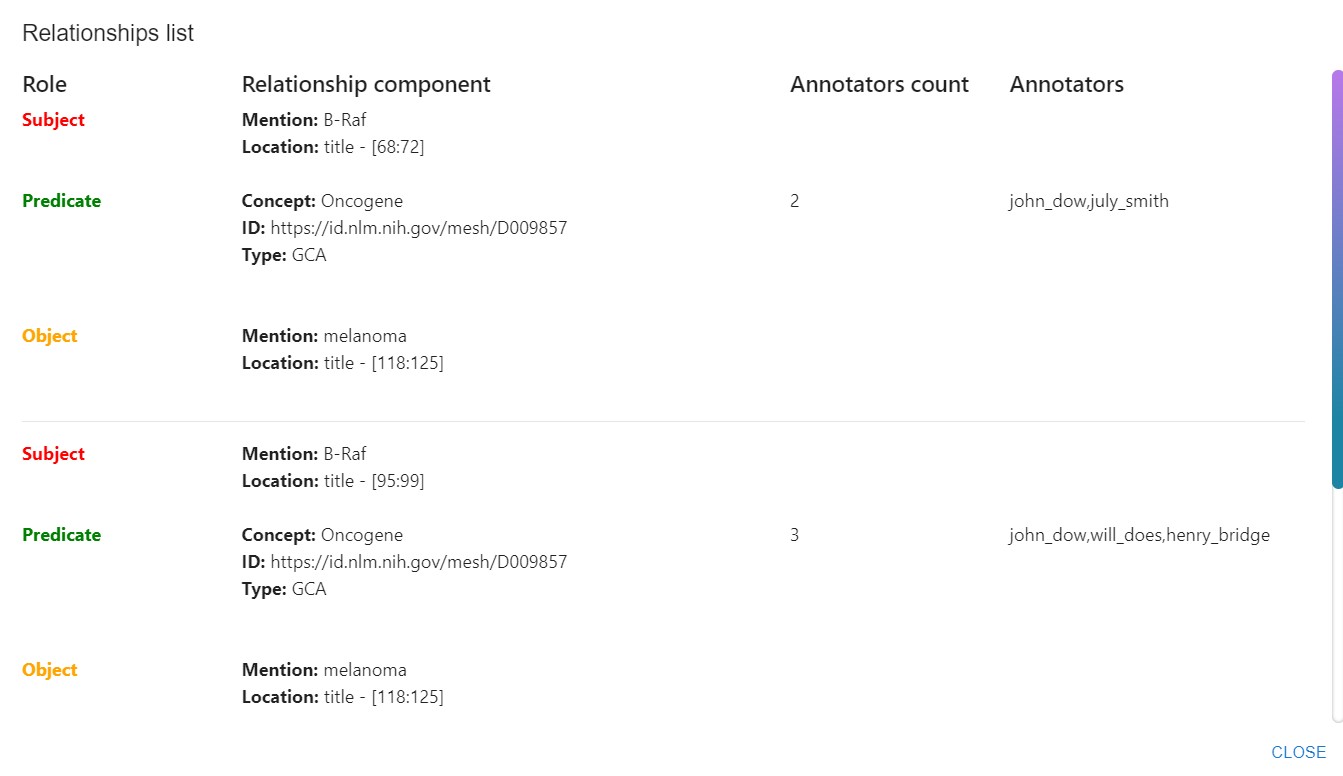 Relationships list
Role Relationship component Annotators count Annotators
Subject Mention: B-Raf
Location: title - [68:72]
Predicate Concept: Oncogene 2 john_dow,july_smith
ID: https://id.nlm.nih.gov/mesh/D009857
Type: GCA
Object Mention: melanoma
Location: title - [118:125]
Subject Mention: B-Raf
Location: title - [95:99]
Predicate Concept: Oncogene 3 john_dow,will_does,henry_bridge
ID: https://id.nlm.nih.gov/mesh/D009857
Type: GCA
Object Mention: melanoma
Location: title - [118:125]
CLOSE